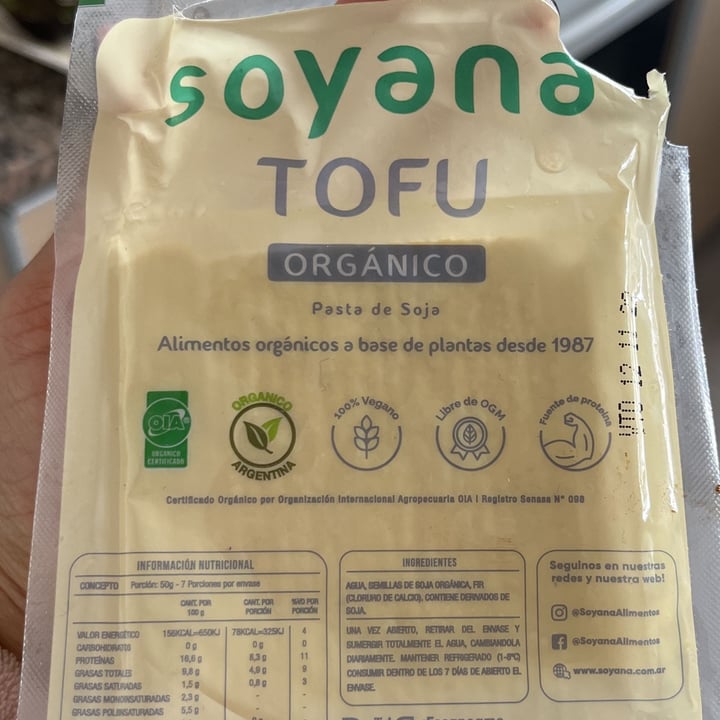 soyana
TOFU
ORGÁNICO
Pasta de Soja
Alimentos orgánicos a base de plantas desde 1987
VTO 12 11 20
OIA
ORGANICO
CERTIFICADO
ORGANICO
ARGENTINA
100% Vegano
Libre de OGM
Fuente de proteína
Certificado Orgánico por Organización Internacional Agropecuaria OIA | Registro Senasa N° 098
INFORMACIÓN NUTRICIONAL
CONCEPTO Porción: 50g - 7 Porciones por envase
CANT. POR 100 g CANT. POR PORCIÓN %VD POR PORCIÓN
VALOR ENERGÉTICO 156KCAL=650KJ 78KCAL=325KJ 4
CARBOHIDRATOS 0 g 0 g 0
PROTEÍNAS 16,6 g 8,3 g 11
GRASAS TOTALES 9,8 g 4,9 g 9
GRASAS SATURADAS 1,5 g 0,8 g 3
GRASAS MONOINSATURADAS 2,3 g - -
GRASAS POLIINSATURADAS 5,5 g - -
INGREDIENTES
AGUA, SEMILLAS DE SOJA ORGÁNICA, FIR
(CLORURO DE CALCIO). CONTIENE DERIVADOS DE
SOJA.
UNA VEZ ABIERTO, RETIRAR DEL ENVASE Y
SUMERGIR TOTALMENTE EL AGUA, CAMBIANDOLA
DIARIAMENTE. MANTENER REFRIGERADO (1-8°C)
CONSUMIR DENTRO DE LOS 7 DÍAS DE ABIERTO EL
ENVASE.
Seguinos en nuestras
redes y nuestra web!
@SoyanaAlimentos
@SoyanaAlimentos
www.soyana.com.ar